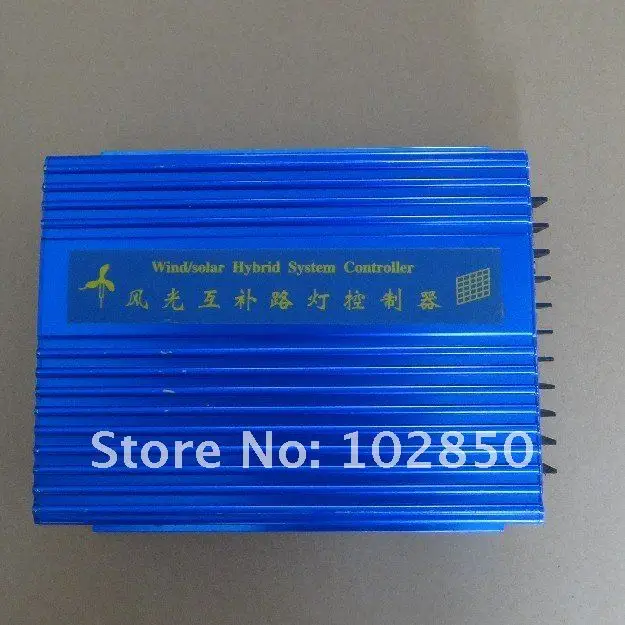 Wind/solar Hybrid System Controller
风光互补路灯控制器
Store No: 102850